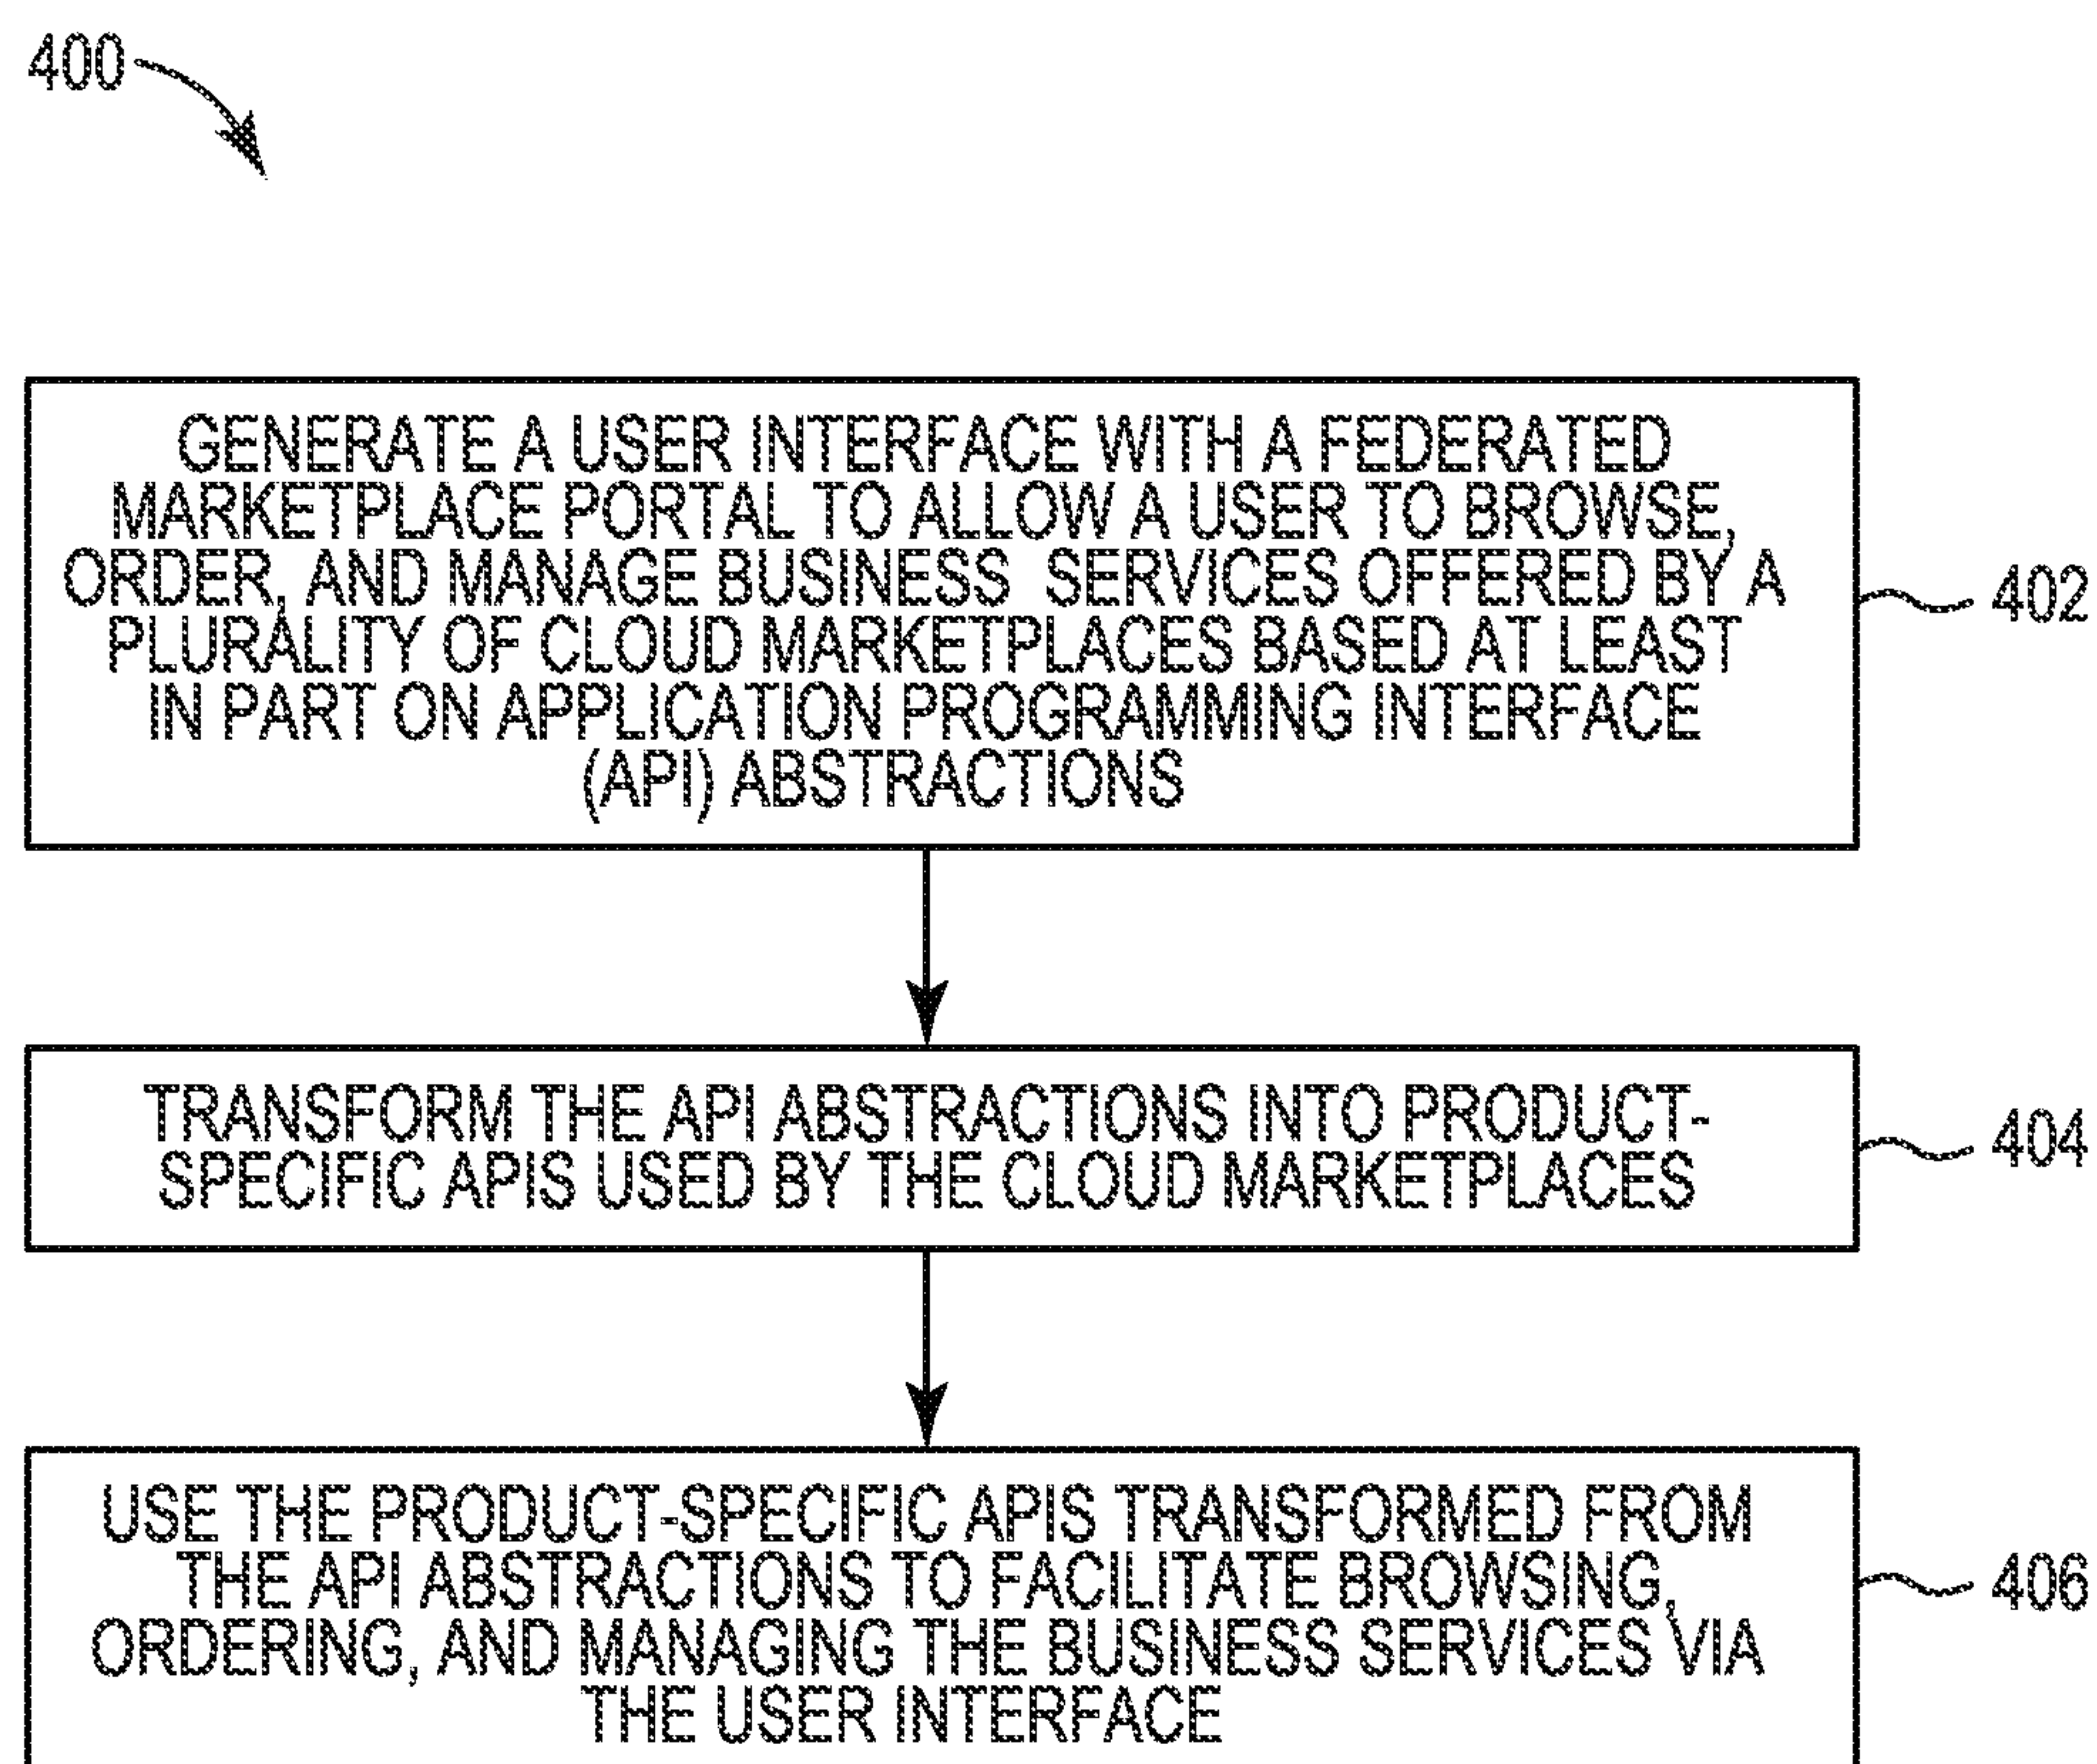 400
GENERATE A USER INTERFACE WITH A FEDERATED
MARKETPLACE PORTAL TO ALLOW A USER TO BROWSE,
ORDER, AND MANAGE BUSINESS SERVICES OFFERED BY A
PLURALITY OF CLOUD MARKETPLACES BASED AT LEAST
IN PART ON APPLICATION PROGRAMMING INTERFACE
(API) ABSTRACTIONS
402
TRANSFORM THE API ABSTRACTIONS INTO PRODUCT-
SPECIFIC APIS USED BY THE CLOUD MARKETPLACES
404
USE THE PRODUCT-SPECIFIC APIS TRANSFORMED FROM
THE API ABSTRACTIONS TO FACILITATE BROWSING,
ORDERING, AND MANAGING THE BUSINESS SERVICES VIA
THE USER INTERFACE
406